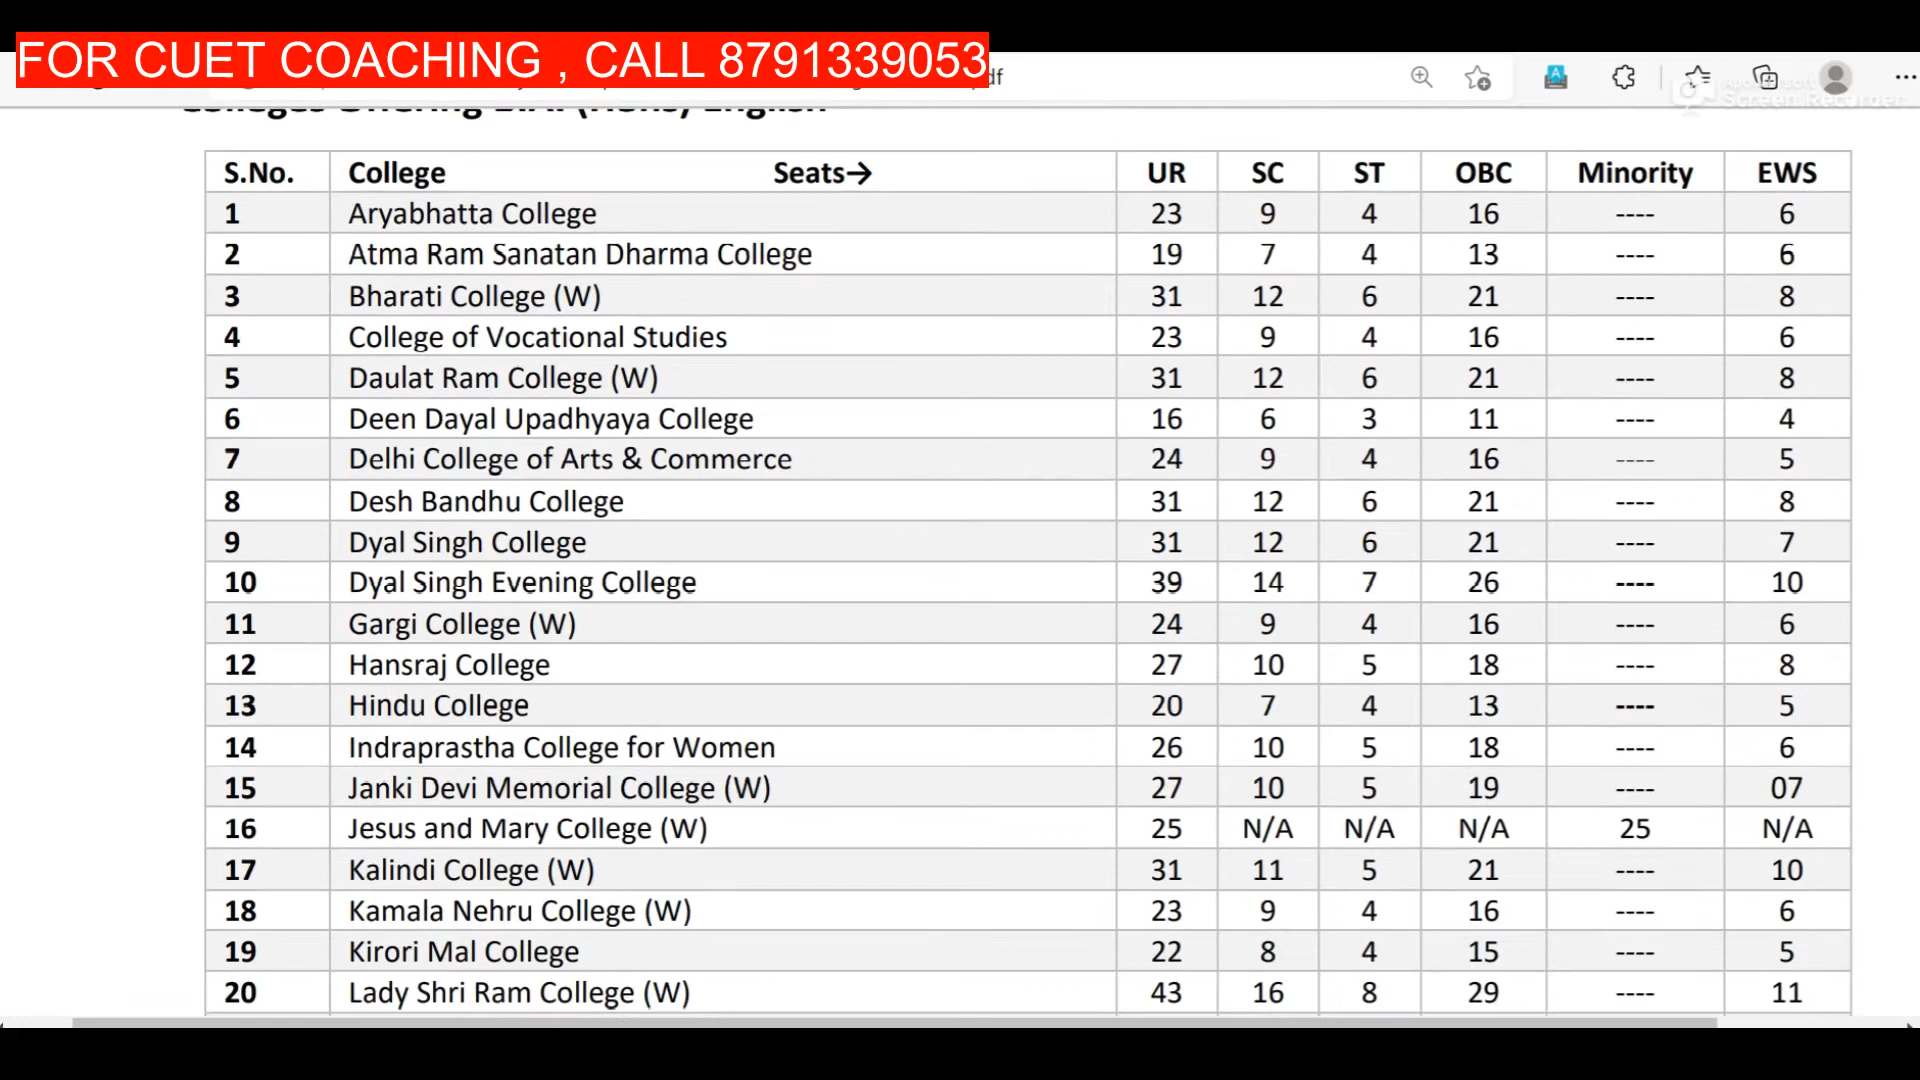 FOR CUET COACHING , CALL 8791339053
df
Colleges Offering B.A. (Hons) English
S.No. College Seats→ UR SC ST OBC Minority EWS
1 Aryabhatta College 23 9 4 16 ---- 6
2 Atma Ram Sanatan Dharma College 19 7 4 13 ---- 6
3 Bharati College (W) 31 12 6 21 ---- 8
4 College of Vocational Studies 23 9 4 16 ---- 6
5 Daulat Ram College (W) 31 12 6 21 ---- 8
6 Deen Dayal Upadhyaya College 16 6 3 11 ---- 4
7 Delhi College of Arts & Commerce 24 9 4 16 ---- 5
8 Desh Bandhu College 31 12 6 21 ---- 8
9 Dyal Singh College 31 12 6 21 ---- 7
10 Dyal Singh Evening College 39 14 7 26 ---- 10
11 Gargi College (W) 24 9 4 16 ---- 6
12 Hansraj College 27 10 5 18 ---- 8
13 Hindu College 20 7 4 13 ---- 5
14 Indraprastha College for Women 26 10 5 18 ---- 6
15 Janki Devi Memorial College (W) 27 10 5 19 ---- 07
16 Jesus and Mary College (W) 25 N/A N/A N/A 25 N/A
17 Kalindi College (W) 31 11 5 21 ---- 10
18 Kamala Nehru College (W) 23 9 4 16 ---- 6
19 Kirori Mal College 22 8 4 15 ---- 5
20 Lady Shri Ram College (W) 43 16 8 29 ---- 11